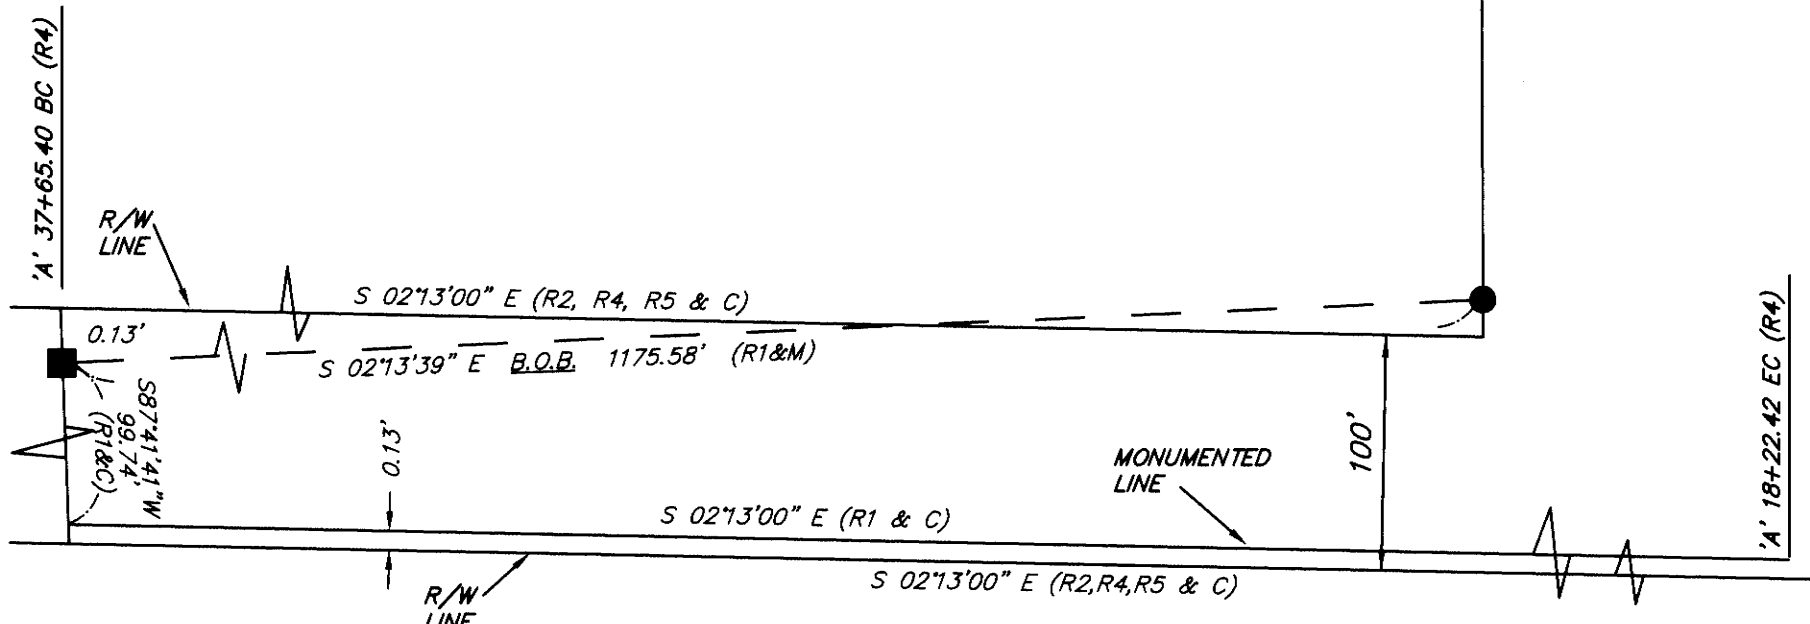 'A' 37+65.40 BC (R4)
R/W
LINE
S 02°13'00" E (R2, R4, R5 & C)
0.13'
S 02°13'39" E B.O.B. 1175.58' (R1&M)
S87°41'41"W
99.74'
(R1&C)
0.13'
100'
MONUMENTED
LINE
'A' 18+22.42 EC (R4)
S 02°13'00" E (R1 & C)
S 02°13'00" E (R2,R4,R5 & C)
R/W
LINE